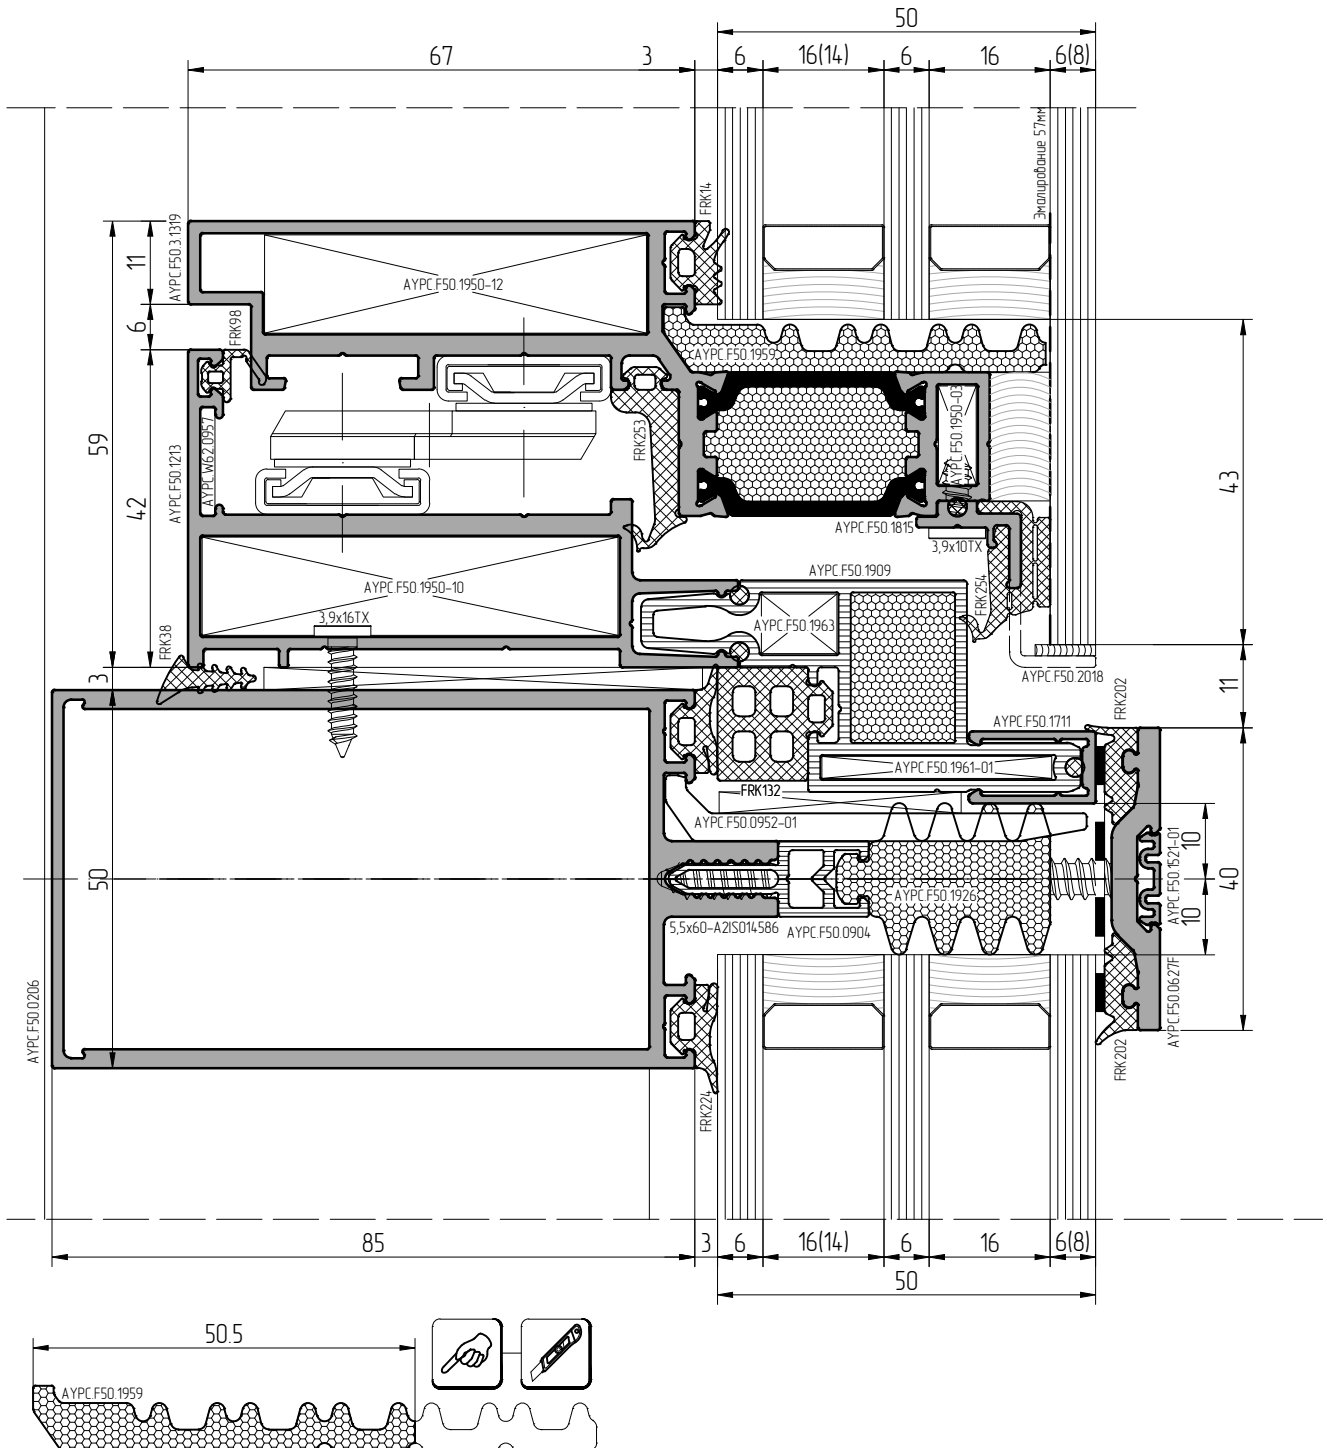 50
67
3
6
16(14)
6
16
6(8)
Эмалирование 57мм
FRK14
AYPC.F50.3.1319
11
AYPC.F50.1950-12
6
FRK98
AYPC.F50.1959
59
42
AYPC.F50.1213
AYPC.W62.0957
FRK253
AYPC.F50.1950-03
43
AYPC.F50.1815
3,9x10TX
AYPC.F50.1909
AYPC.F50.1950-10
FRK254
3,9x16TX
AYPC.F50.1963
FRK38
3
AYPC.F50.2018
11
FRK202
AYPC.F50.1711
AYPC.F50.1961-01
FRK132
AYPC.F50.0952-01
10
50
AYPC.F50.1521-01
40
AYPC.F50.1926
10
5,5x60-A2ISO14586
AYPC.F50.0904
AYPC.F50.0206
AYPC.F50.0627F
FRK202
FRK224
85
3
6
16(14)
6
16
6(8)
50
50.5
AYPC.F50.1959